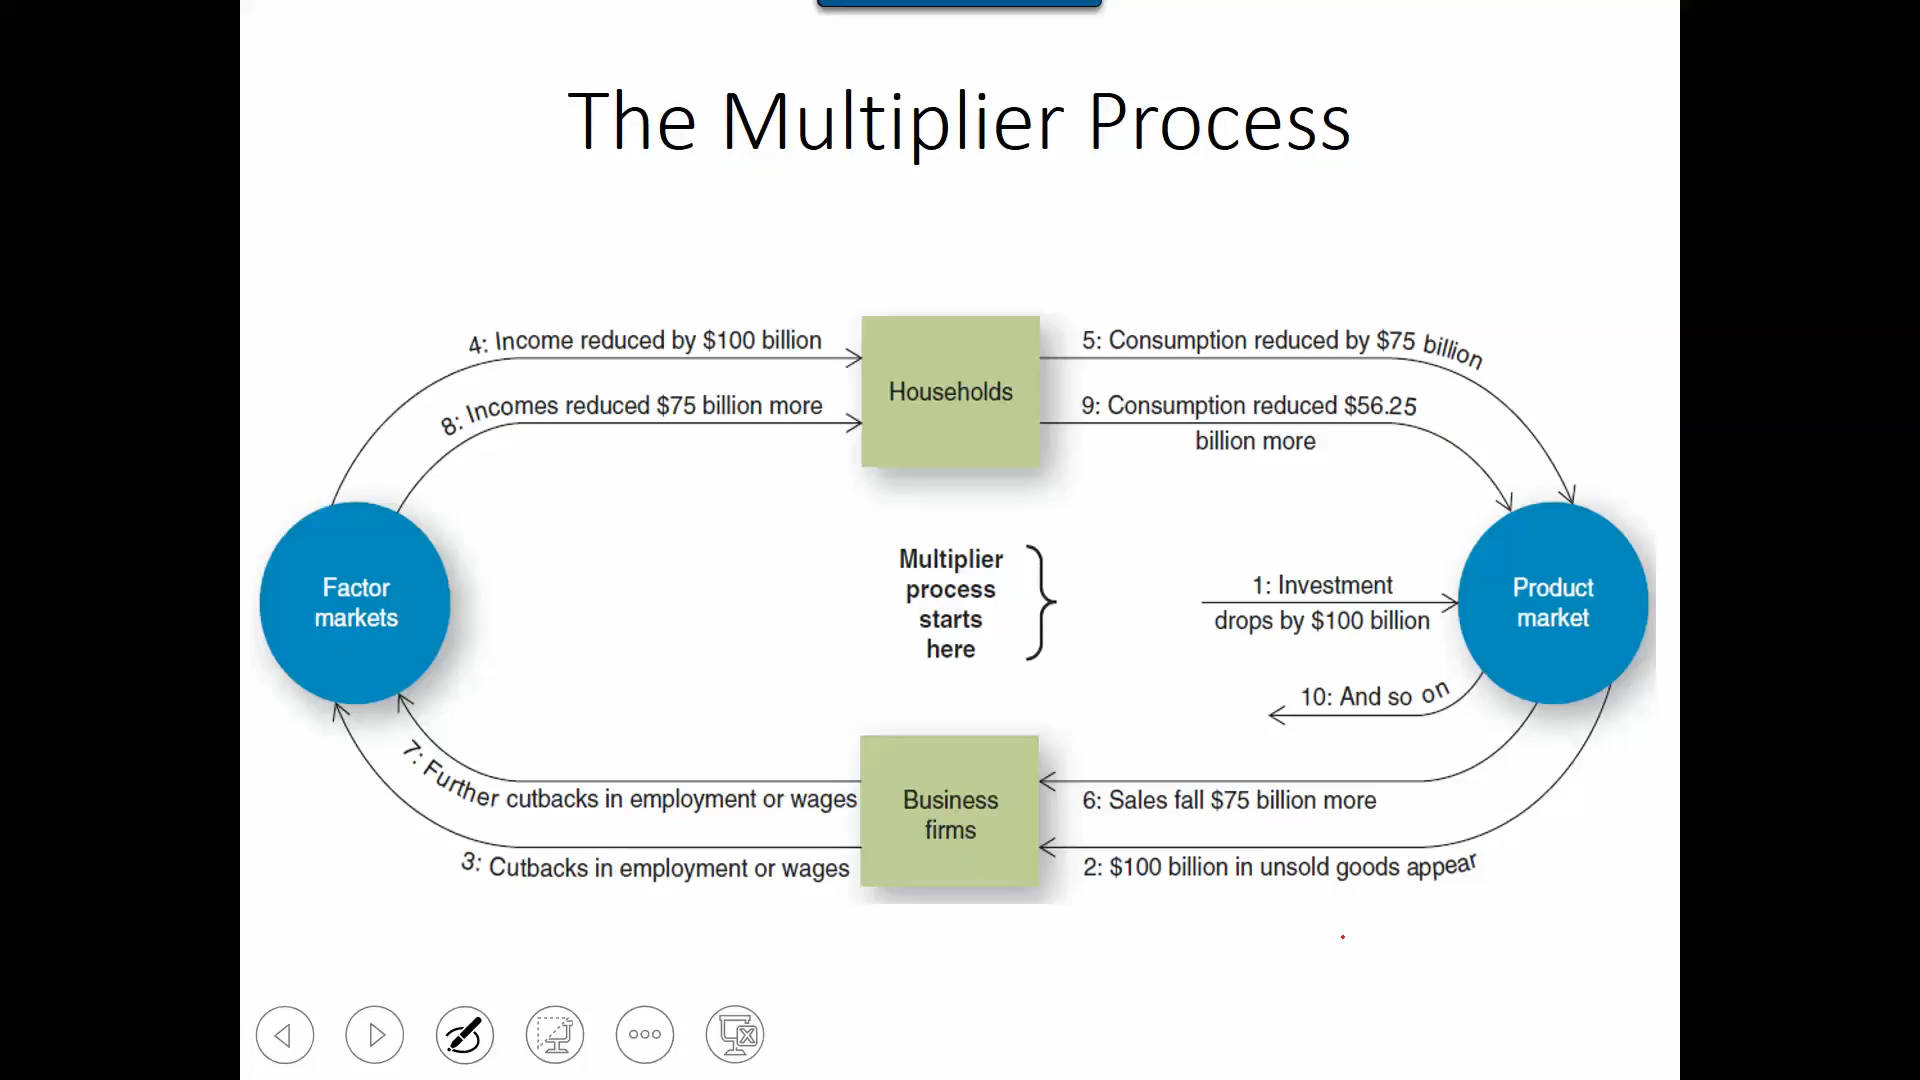 The Multiplier Process
4: Income reduced by $100 billion
8: Incomes reduced $75 billion more
Households
5: Consumption reduced by $75 billion
9: Consumption reduced $56.25
billion more
Factor
markets
Multiplier
process
starts
here
1: Investment
drops by $100 billion
Product
market
10: And so on
7: Further cutbacks in employment or wages
3: Cutbacks in employment or wages
Business
firms
6: Sales fall $75 billion more
2: $100 billion in unsold goods appear